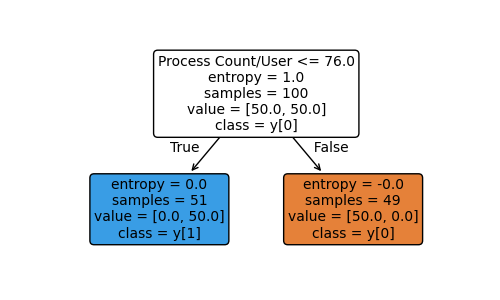 Process Count/User <= 76.0
entropy = 1.0
samples = 100
value = [50.0, 50.0]
class = y[0]
True
False
entropy = 0.0
samples = 51
value = [0.0, 50.0]
class = y[1]
entropy = -0.0
samples = 49
value = [50.0, 0.0]
class = y[0]